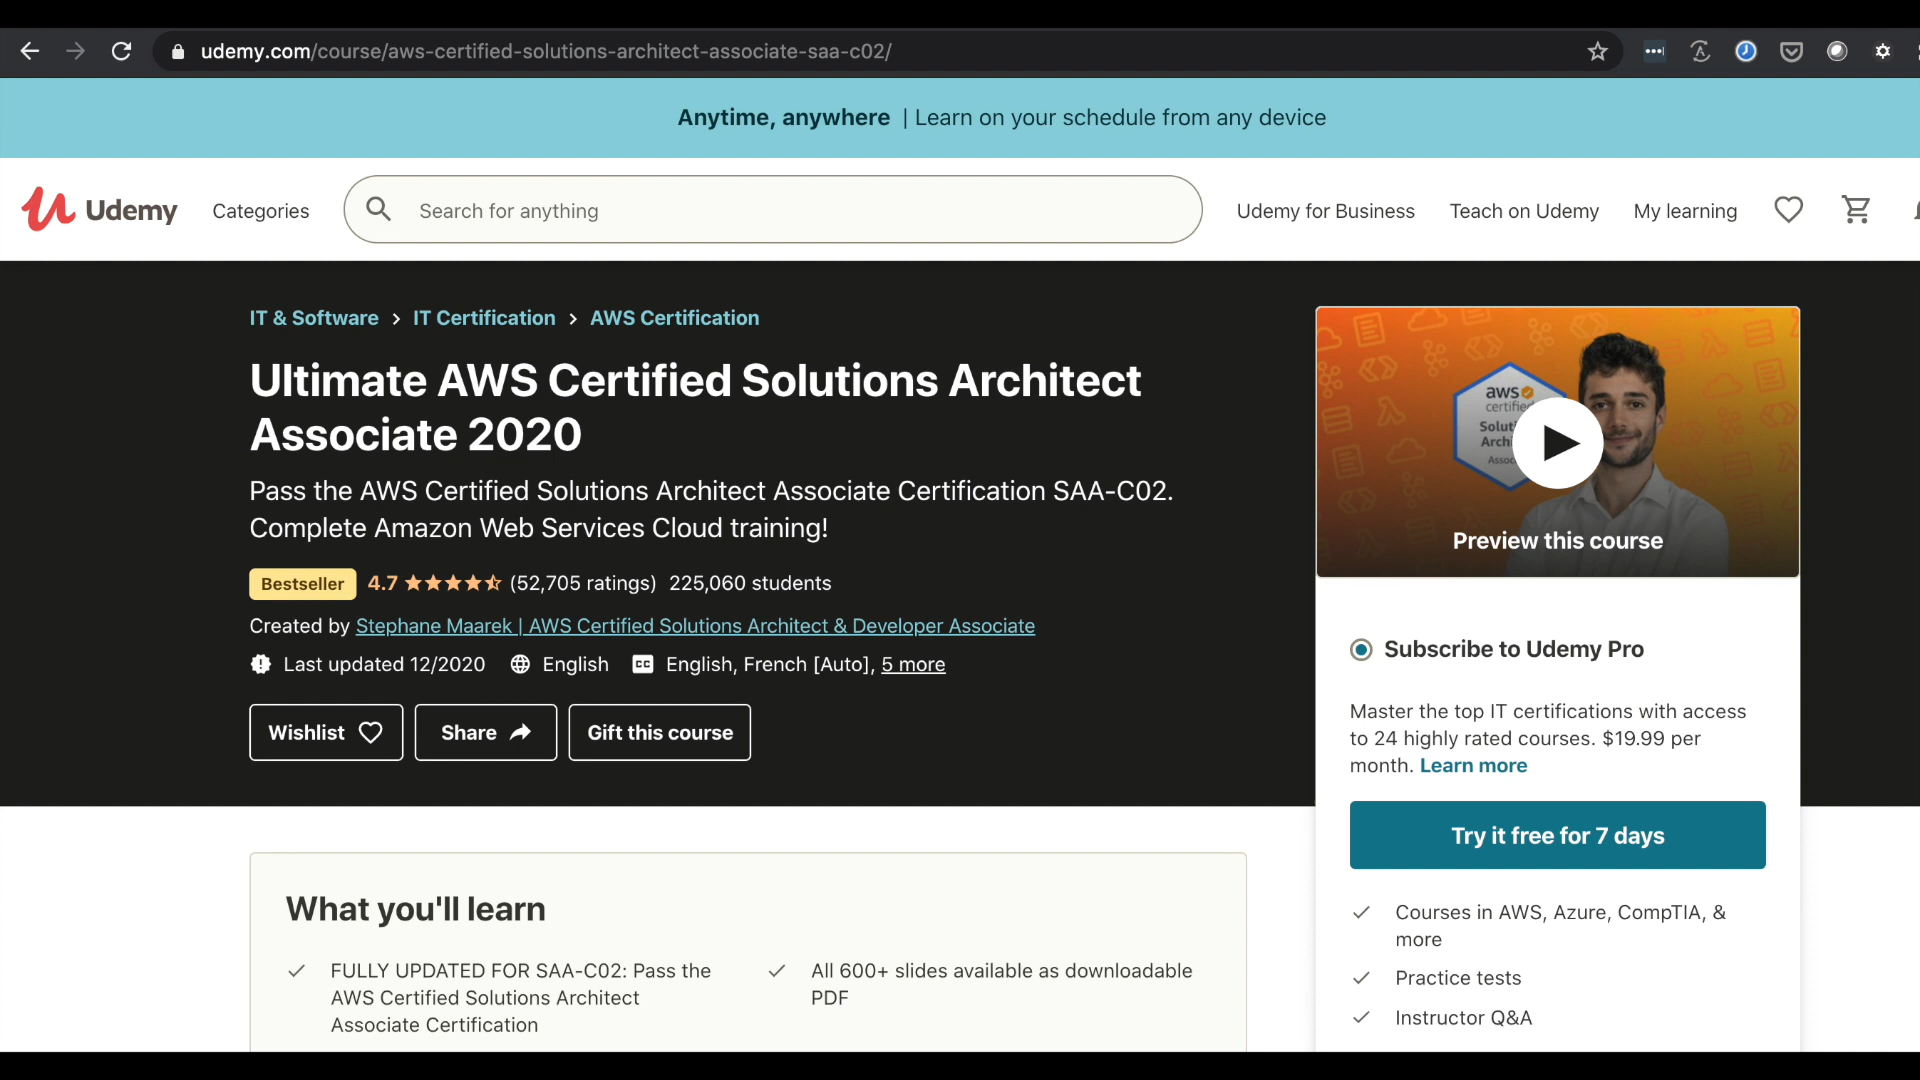 udemy.com/course/aws-certified-solutions-architect-associate-saa-c02/
Anytime, anywhere | Learn on your schedule from any device
Udemy
Categories
Search for anything
Udemy for Business
Teach on Udemy
My learning
IT & Software > IT Certification > AWS Certification
Ultimate AWS Certified Solutions Architect
Associate 2020
Pass the AWS Certified Solutions Architect Associate Certification SAA-C02.
Complete Amazon Web Services Cloud training!
Bestseller 4.7 (52,705 ratings) 225,060 students
Created by Stephane Maarek | AWS Certified Solutions Architect & Developer Associate
Last updated 12/2020 English CC English, French [Auto], 5 more
Wishlist
Share
Gift this course
aws
certified
Preview this course
Subscribe to Udemy Pro
Master the top IT certifications with access
to 24 highly rated courses. $19.99 per
month. Learn more
Try it free for 7 days
Courses in AWS, Azure, CompTIA, &
more
Practice tests
Instructor Q&A
What you'll learn
FULLY UPDATED FOR SAA-C02: Pass the
AWS Certified Solutions Architect
Associate Certification
All 600+ slides available as downloadable
PDF